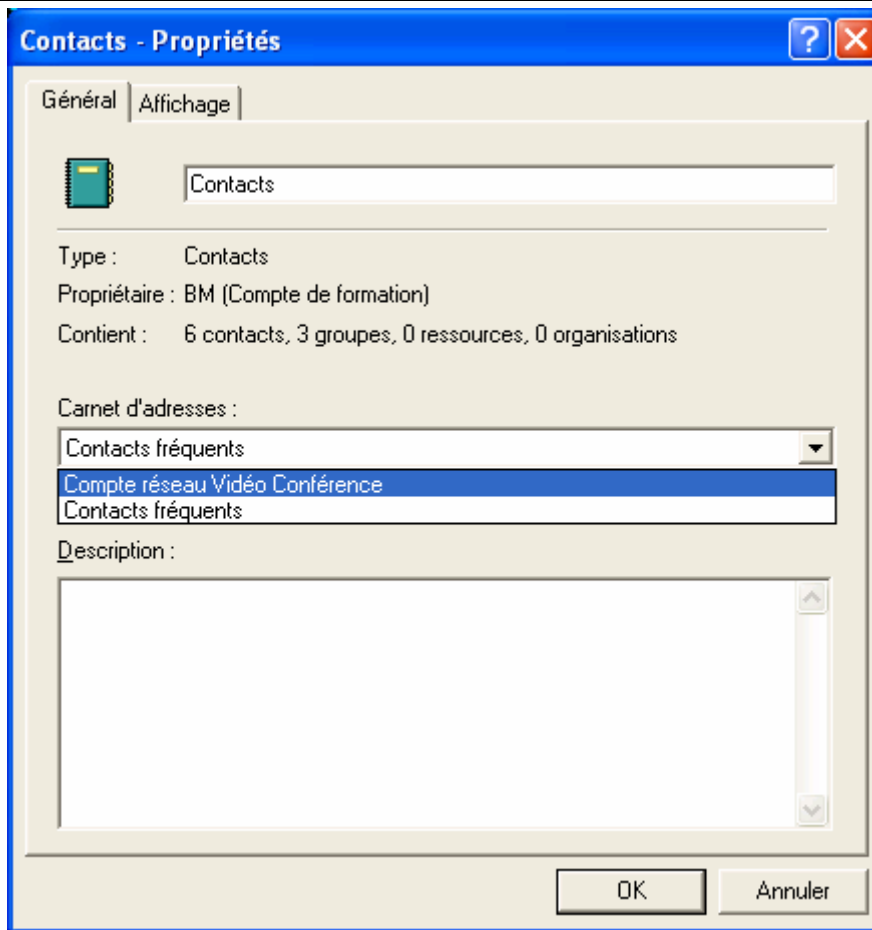 Contacts - Propriétés
Général Affichage
Contacts
Type : Contacts
Propriétaire : BM (Compte de formation)
Contient : 6 contacts, 3 groupes, 0 ressources, 0 organisations
Carnet d'adresses :
Contacts fréquents
Compte réseau Vidéo Conférence
Contacts fréquents
Description :
OK Annuler